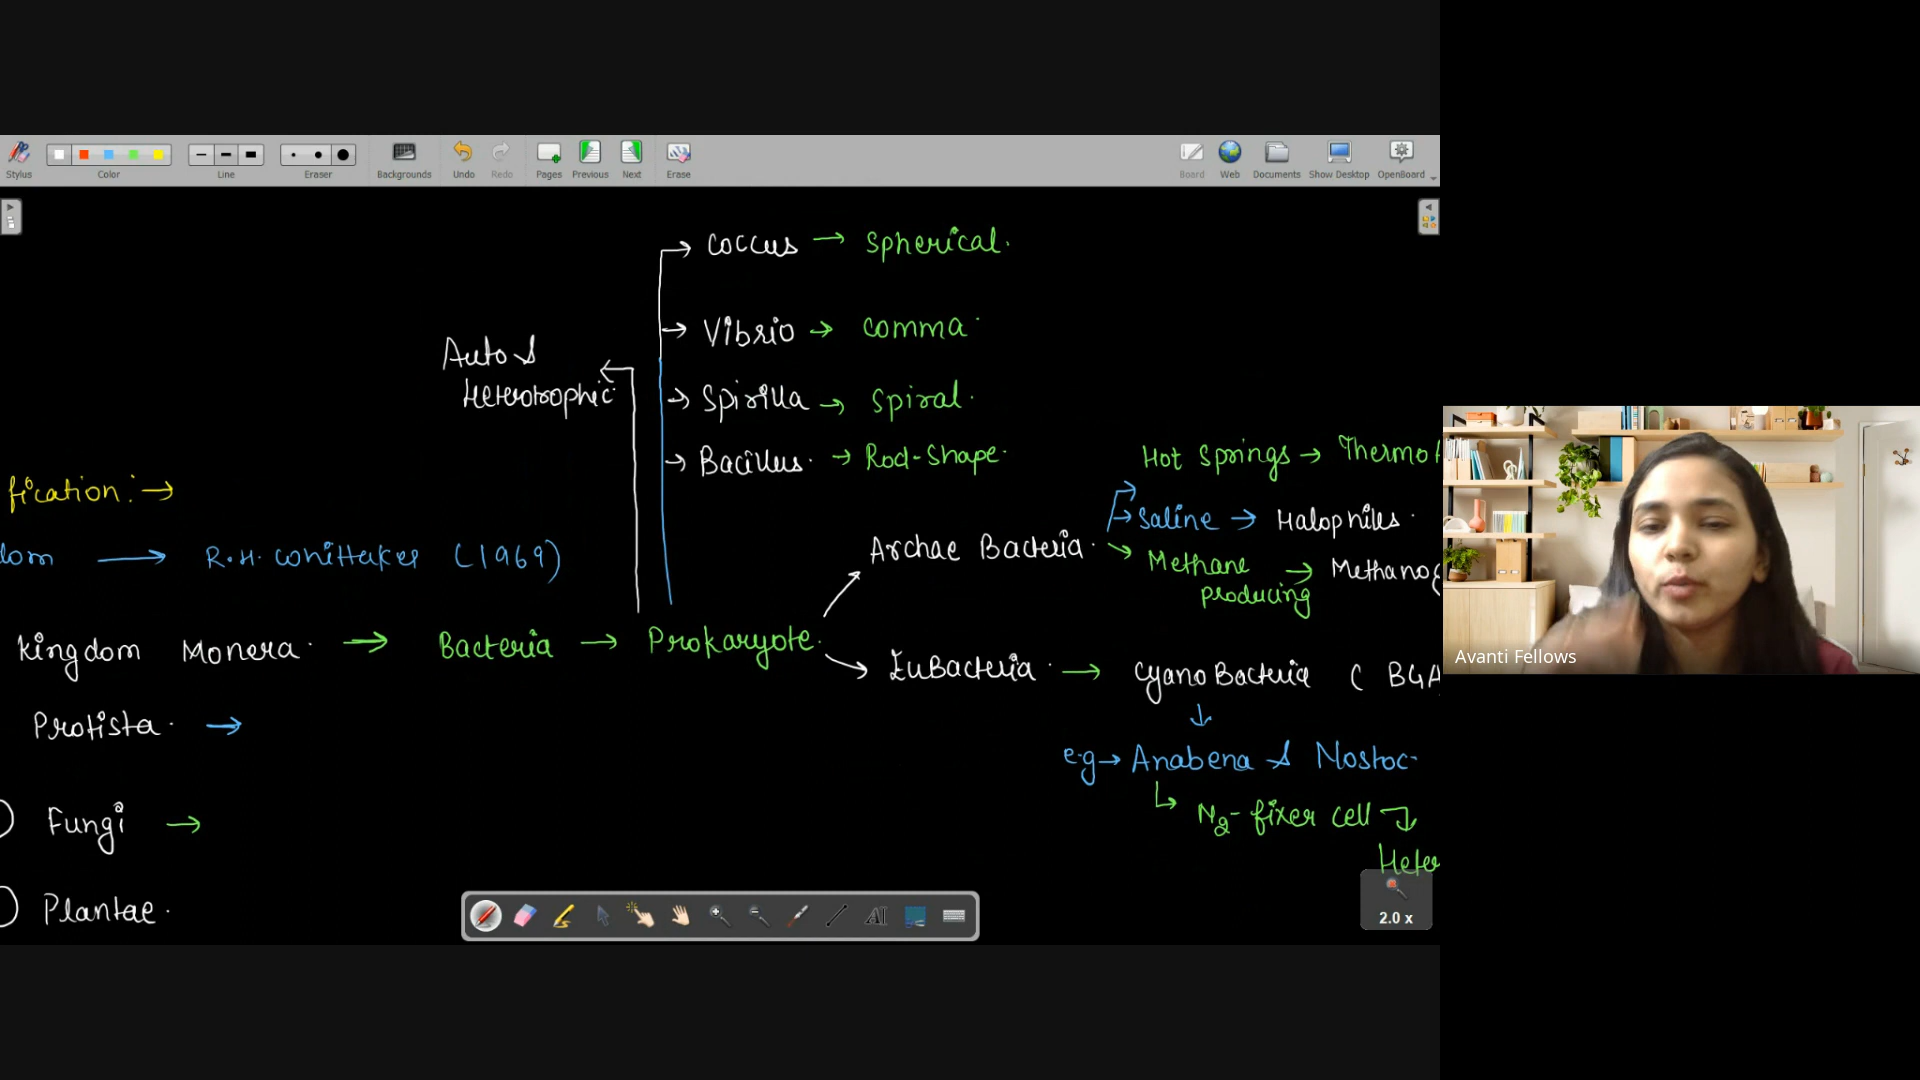 Stylus
Color
Line
Eraser
Backgrounds
Undo
Redo
Pages
Previous
Next
Erase
Board
Web
Documents
Show Desktop
OpenBoard
Coccus → Spherical.
Vibrio → comma
Auto &
Heterotrophic
Spirilla → Spiral.
Bacillus. → Rod-Shape.
Hot Springs → Thermo
fication:→
Saline → Halophiles.
Archae Bacteria.
dom → R.H. Whittaker (1969)
Methane → Methanog
producing
Kingdom Monera. → Bacteria → Prokaryote.
EuBacteria. → Cyano Bacteria ( BGA
Protista. →
e.g → Anabena & Nostoc.
N2-fixer cell
Fungi →
Heter
Plantae.
2.0 x
Avanti Fellows